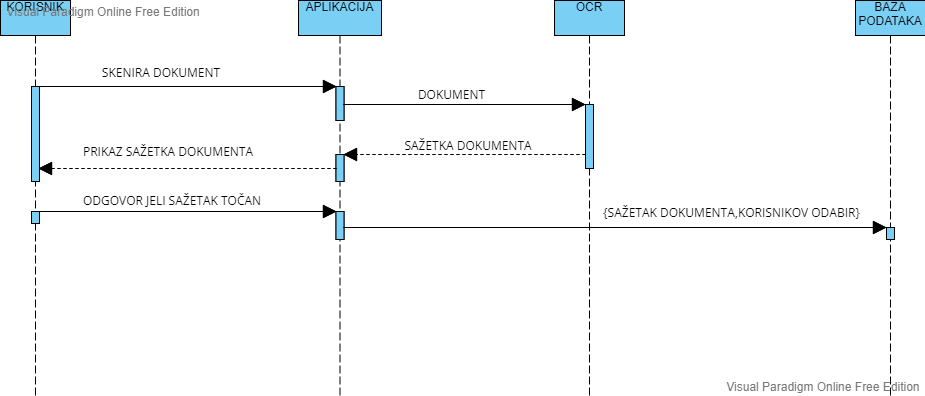 KORISNIK
Visual Paradigm Online Free Edition
APLIKACIJA
OCR
BAZA
PODATAKA
SKENIRA DOKUMENT
DOKUMENT
SAŽETKA DOKUMENTA
PRIKAZ SAŽETKA DOKUMENTA
ODGOVOR JELI SAŽETAK TOČAN
{SAŽETAK DOKUMENTA,KORISNIKOV ODABIR}
Visual Paradigm Online Free Edition